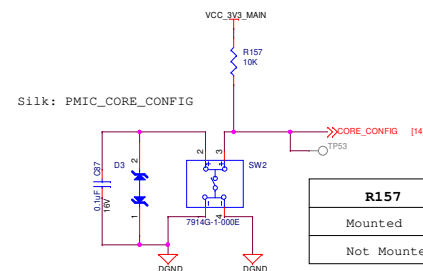 VCC_3V3_MAIN
R157
10K
Silk: PMIC_CORE_CONFIG
CORE_CONFIG [14
TP53
2 3
C87
0.1uF
16V
D3
2
1
SW2
1 4
7914G-1-000E
DGND DGND
R157
Mounted
Not Mounte